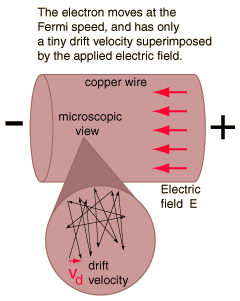 The electron moves at the
Fermi speed, and has only
a tiny drift velocity superimposed
by the applied electric field.
copper wire
-
+
microscopic
view
Electric
field E
drift
velocity
vd